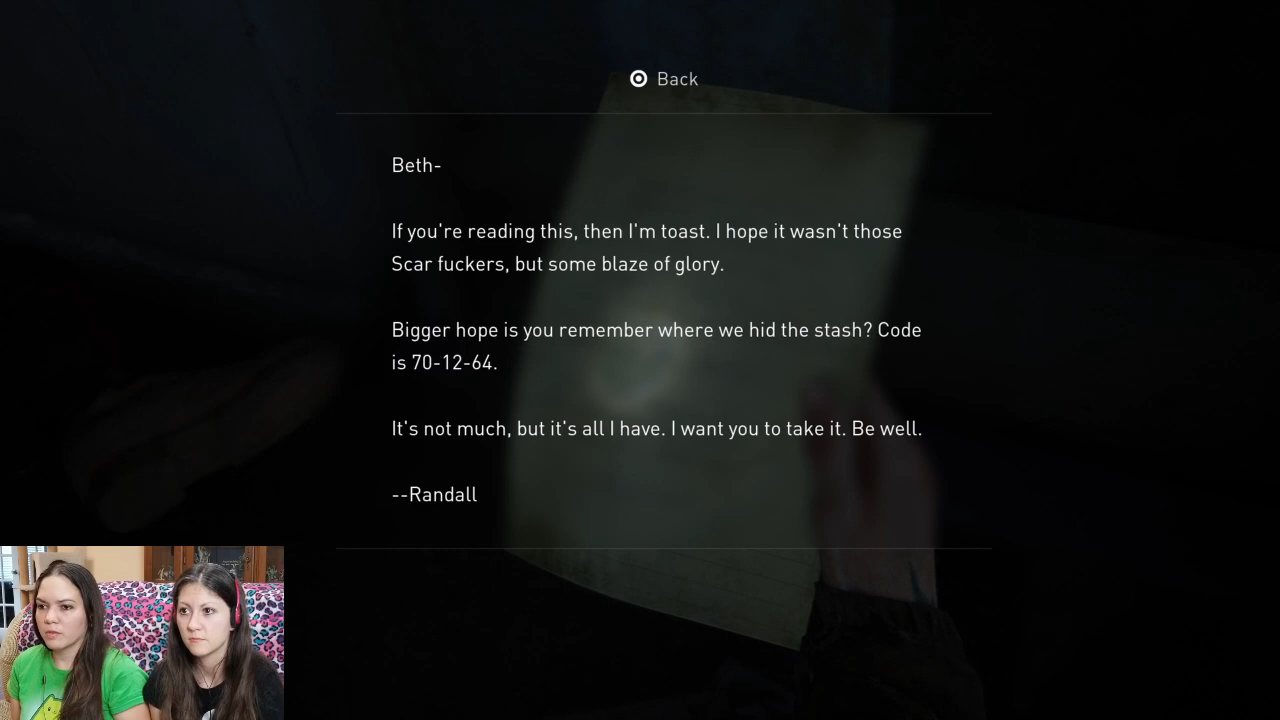 Back
Beth-
If you're reading this, then I'm toast. I hope it wasn't those
Scar fuckers, but some blaze of glory.
Bigger hope is you remember where we hid the stash? Code
is 70-12-64.
It's not much, but it's all I have. I want you to take it. Be well.
--Randall